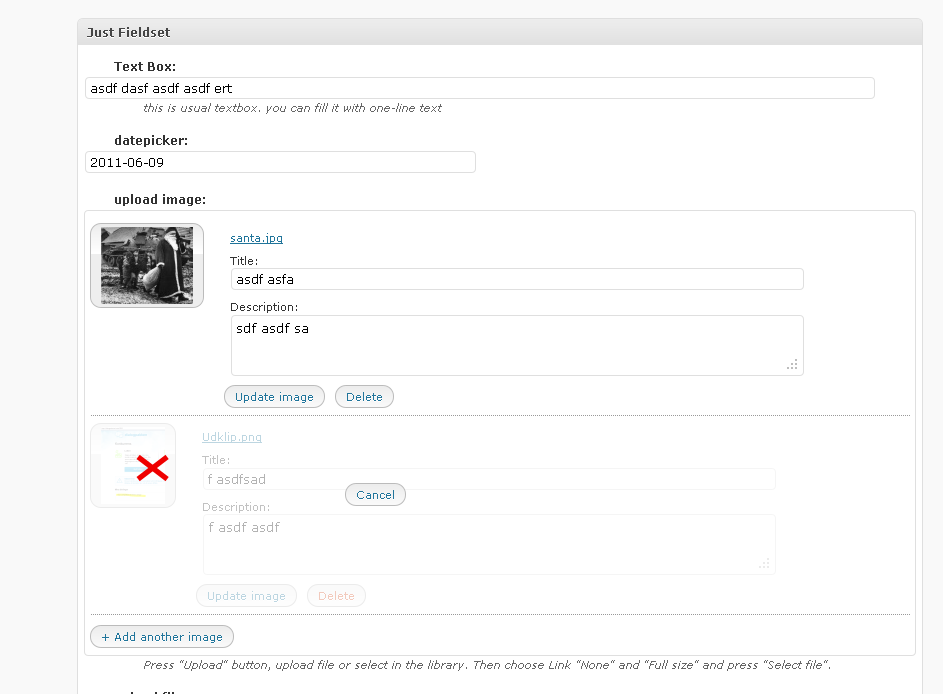 Just Fieldset
Text Box:
asdf dasf asdf asdf ert
this is usual textbox. you can fill it with one-line text
datepicker:
2011-06-09
upload image:
santa.jpg
Title:
asdf asfa
Description:
sdf asdf sa
Update image Delete
Udklip.png
Title:
f asdfsad
Cancel
Description:
f asdf asdf
Update image Delete
+ Add another image
Press "Upload" button, upload file or select in the library. Then choose Link "None" and "Full size" and press "Select file".